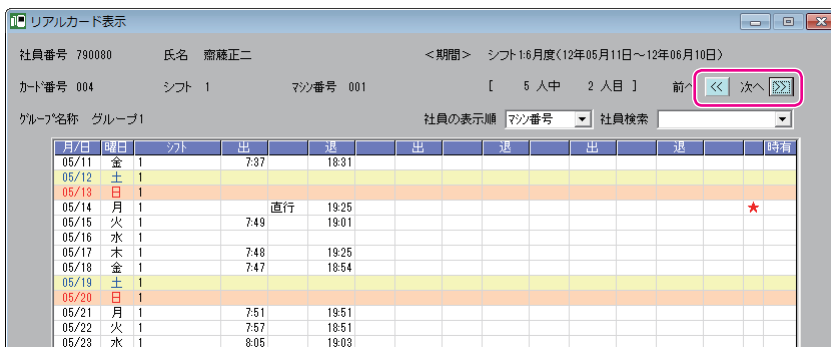 リアルカード表示
社員番号 790080 氏名 齋藤正二 <期間> シフト1:6月度(12年05月11日～12年06月10日)
カード番号 004 シフト 1 マシン番号 001 [ 5 人中 2 人目 ] 前へ << 次へ >>
グループ名称 グループ1 社員の表示順 マシン番号 社員検索
月/日 曜日 シフト 出 退 出 退 出 退 時有
05/11 金 1 7:37 18:31
05/12 土 1
05/13 日 1
05/14 月 1 直行 19:25 ★
05/15 火 1 7:49 19:01
05/16 水 1
05/17 木 1 7:48 19:25
05/18 金 1 7:47 18:54
05/19 土 1
05/20 日 1
05/21 月 1 7:51 19:51
05/22 火 1 7:57 18:51
05/23 水 1 8:05 19:03